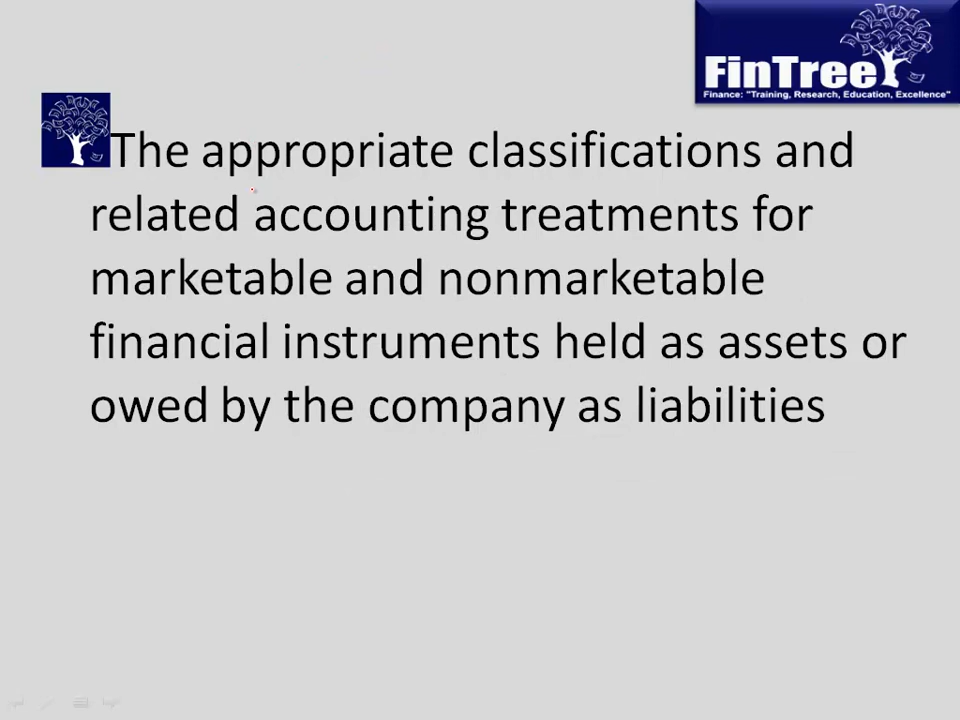 FinTree
Finance: "Training, Research, Education, Excellence"
The appropriate classifications and
related accounting treatments for
marketable and nonmarketable
financial instruments held as assets or
owed by the company as liabilities